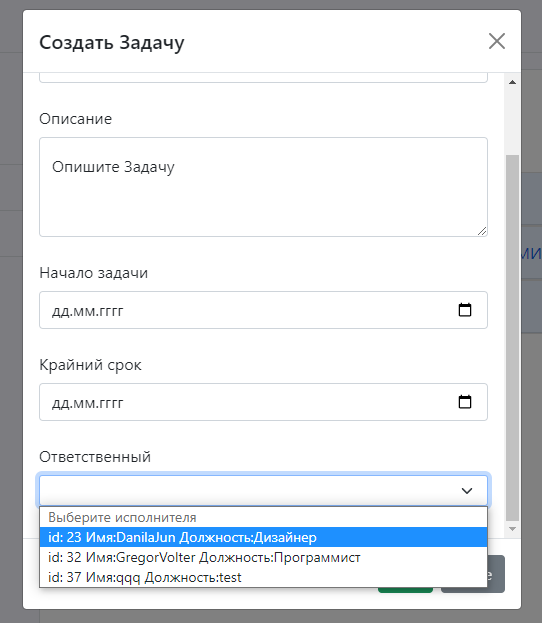 Создать Задачу
Описание
Опишите Задачу
Начало задачи
дд.мм.гггг
Крайний срок
дд.мм.гггг
Ответственный
Выберите исполнителя
id: 23 Имя:DanilaJun Должность:Дизайнер
id: 32 Имя:GregorVolter Должность:Программист
id: 37 Имя:qqq Должность:test